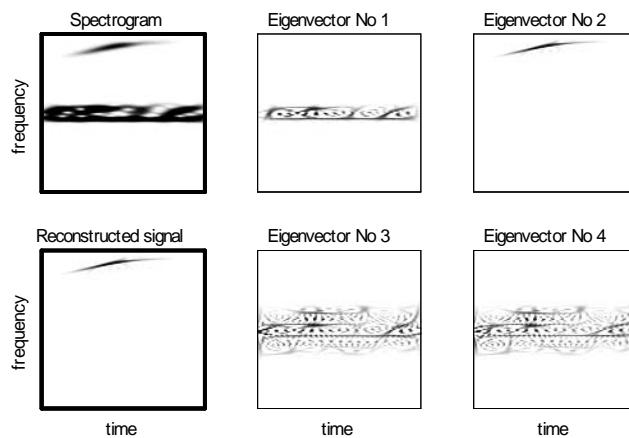 Spectrogram
Eigenvector No 1
Eigenvector No 2
frequency
Reconstructed signal
Eigenvector No 3
Eigenvector No 4
frequency
time
time
time